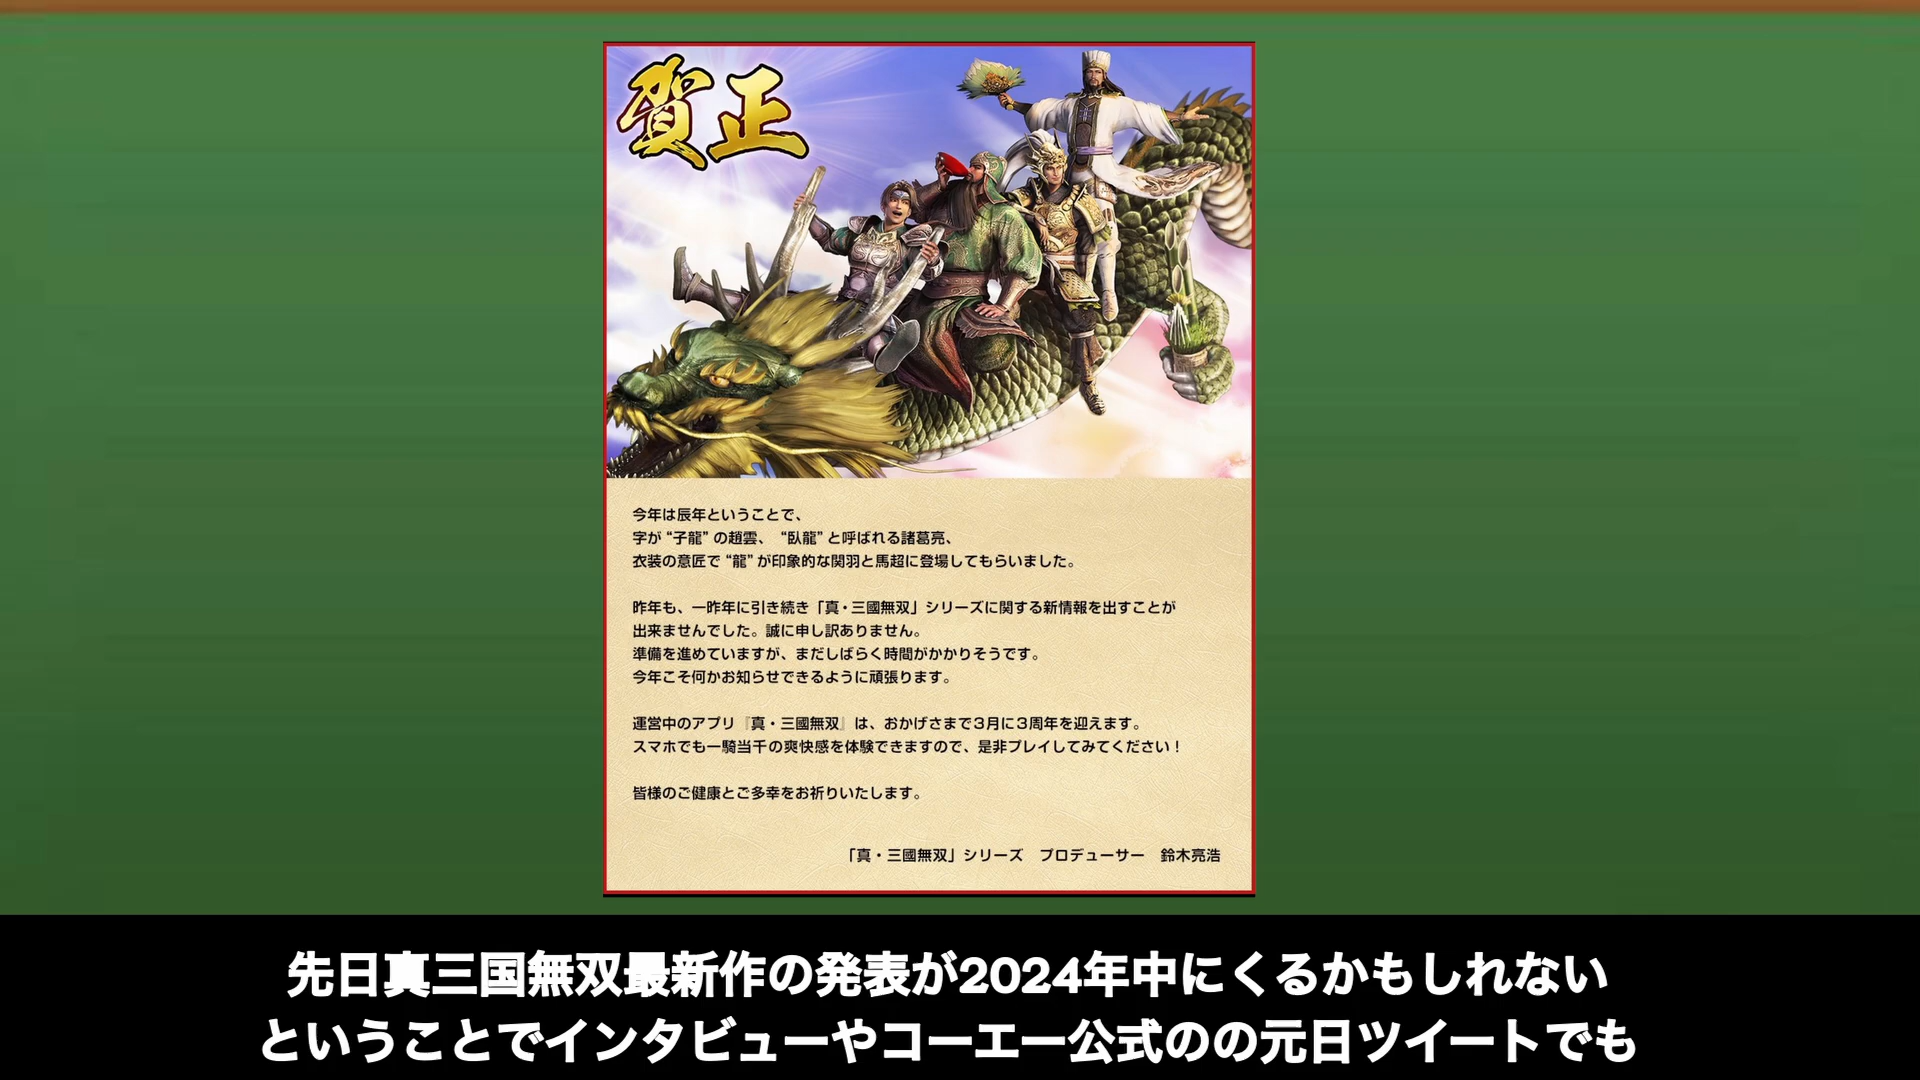 賀正
今年は辰年ということで、
字が“子龍”の趙雲、“臥龍”と呼ばれる諸葛亮、
衣装の意匠で“龍”が印象的な関羽と馬超に登場してもらいました。
昨年も、一昨年に引き続き「真・三國無双」シリーズに関する新情報を出すことが
出来ませんでした。誠に申し訳ありません。
準備を進めていますが、まだしばらく時間がかかりそうです。
今年こそ何かお知らせできるように頑張ります。
運営中のアプリ『真・三國無双』は、おかげさまで3月に3周年を迎えます。
スマホでも一騎当千の爽快感を体験できますので、是非プレイしてみてください！
皆様のご健康とご多幸をお祈りいたします。
「真・三國無双」シリーズ　プロデューサー　鈴木亮浩
先日真三国無双最新作の発表が2024年中にくるかもしれない
ということでインタビューやコーエー公式のの元日ツイートでも